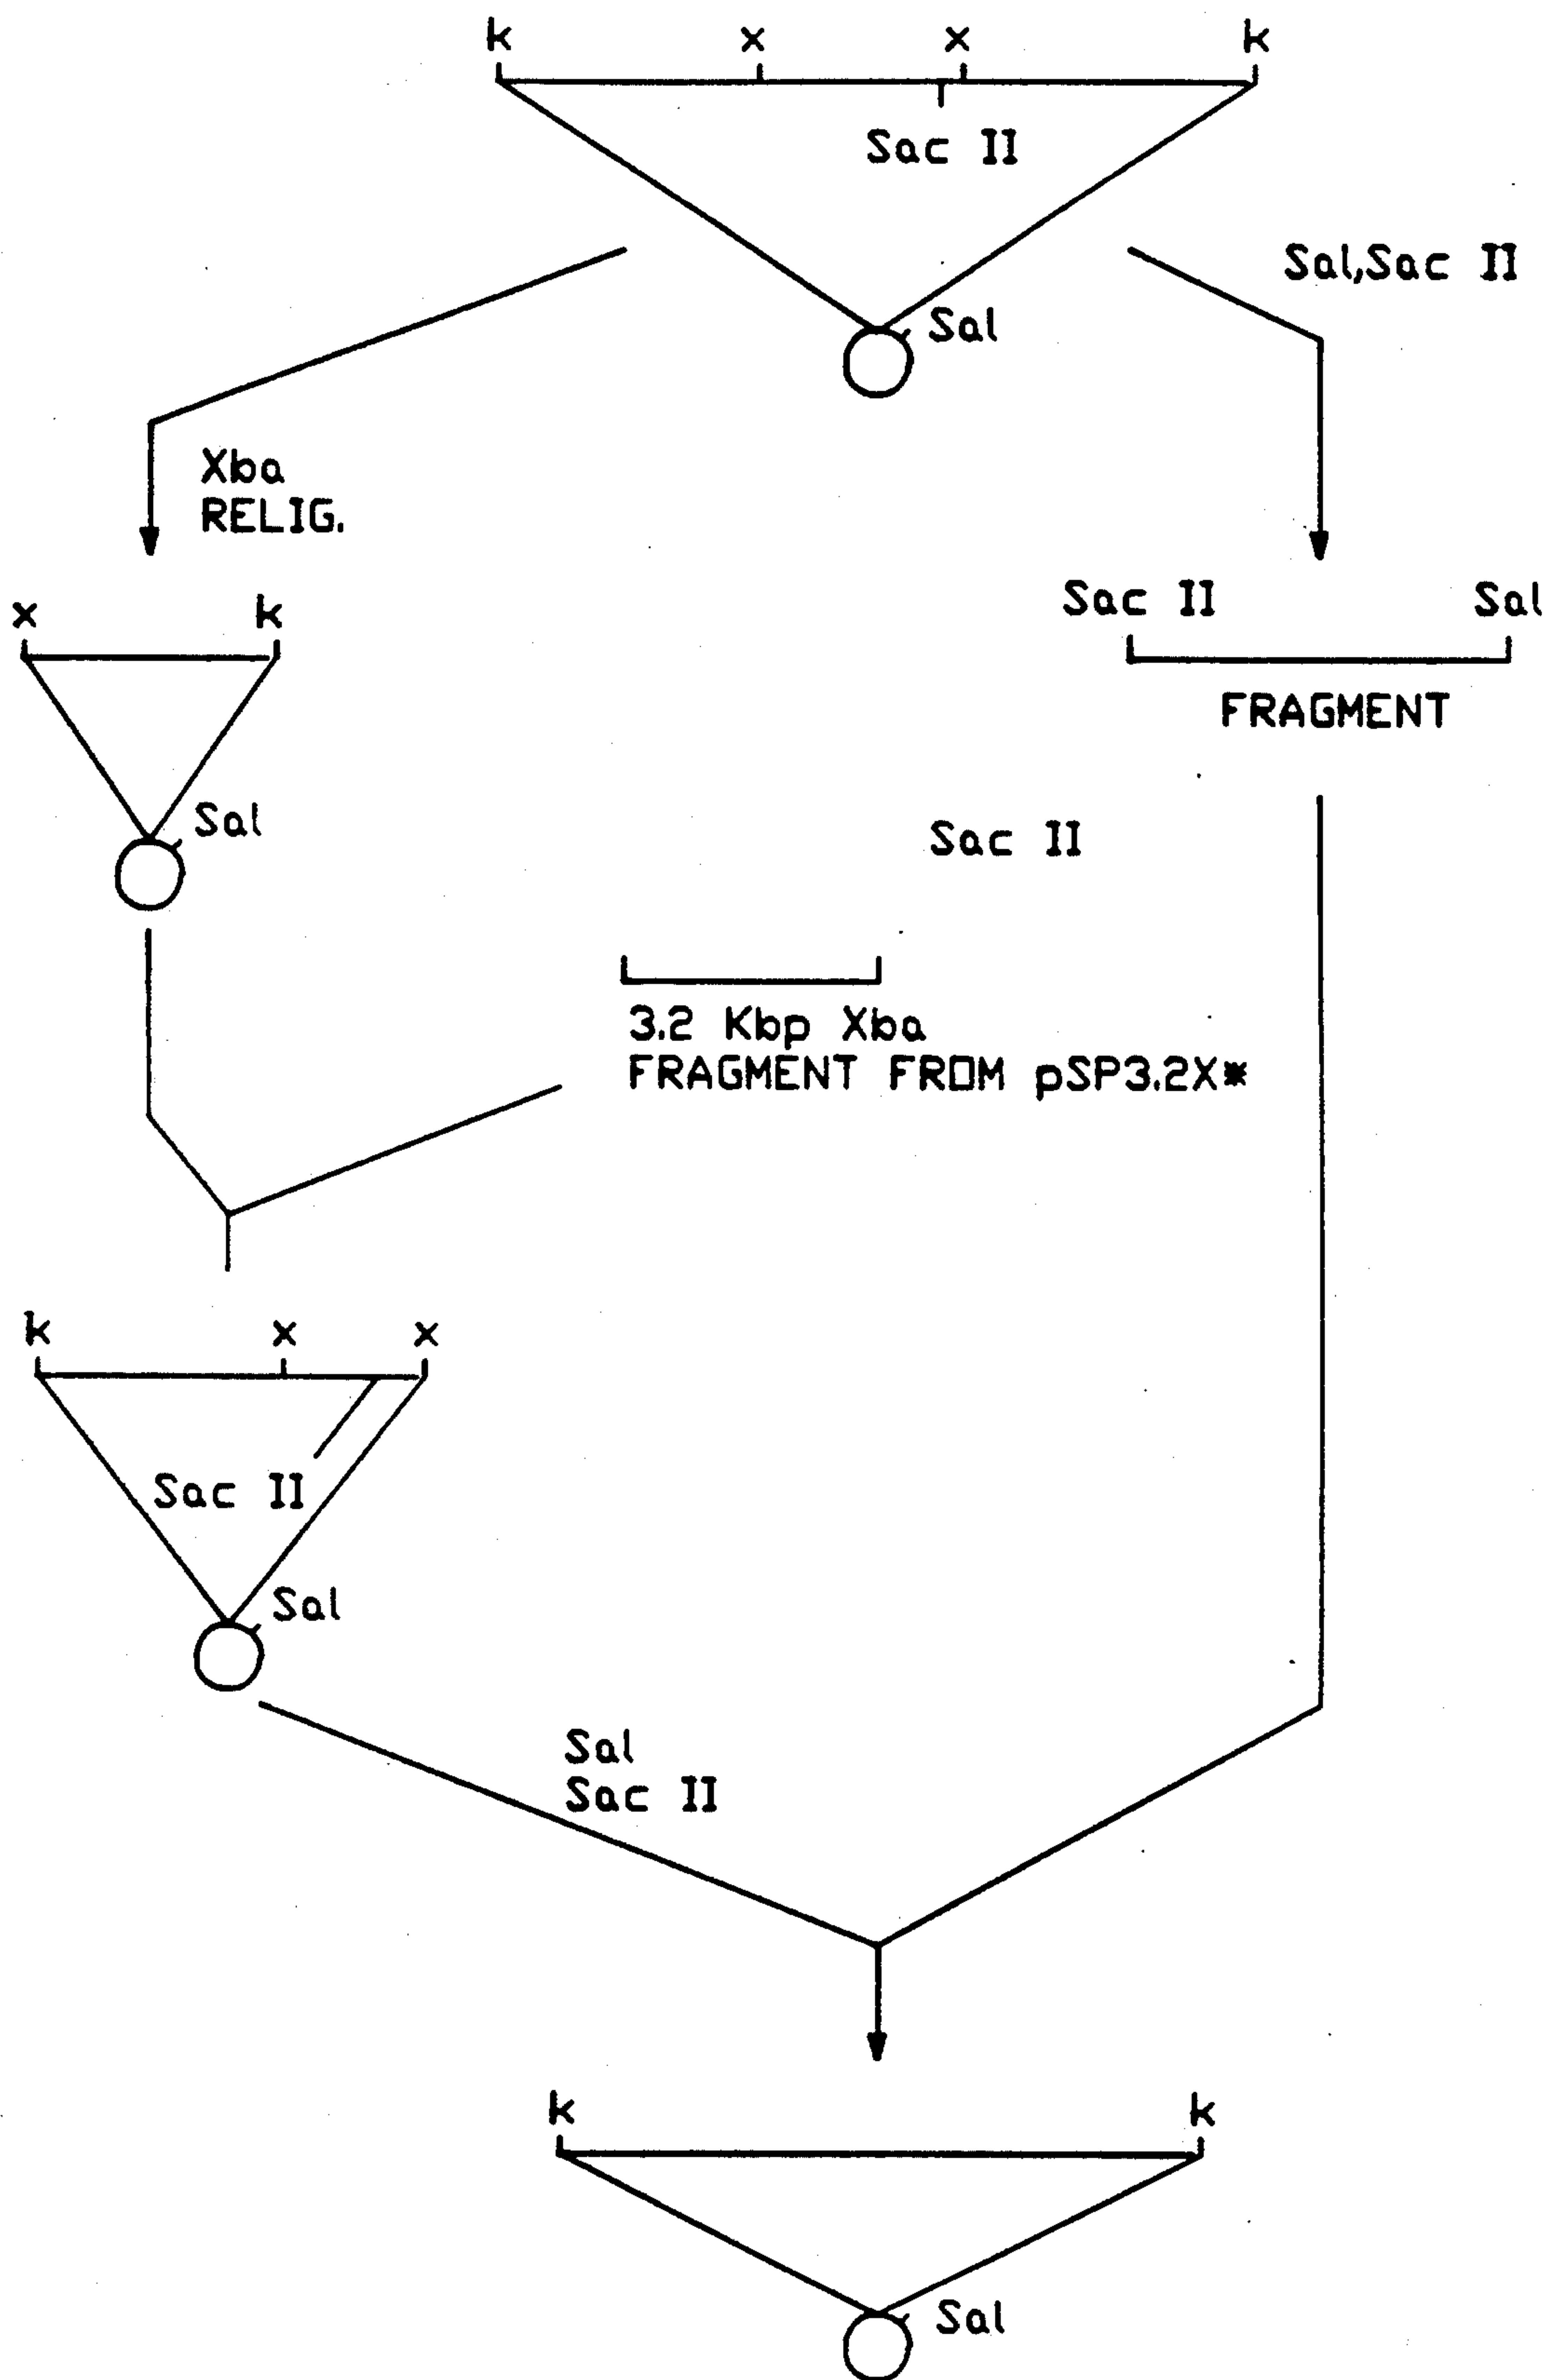 k x x k
Sac II
Sal,Sac II
Sal
Xba
RELIG.
x k
Sac II Sal
FRAGMENT
Sal
Sac II
3.2 Kbp Xba
FRAGMENT FROM pSP3.2X*
k x x
Sac II
Sal
Sal
Sac II
k k
Sal